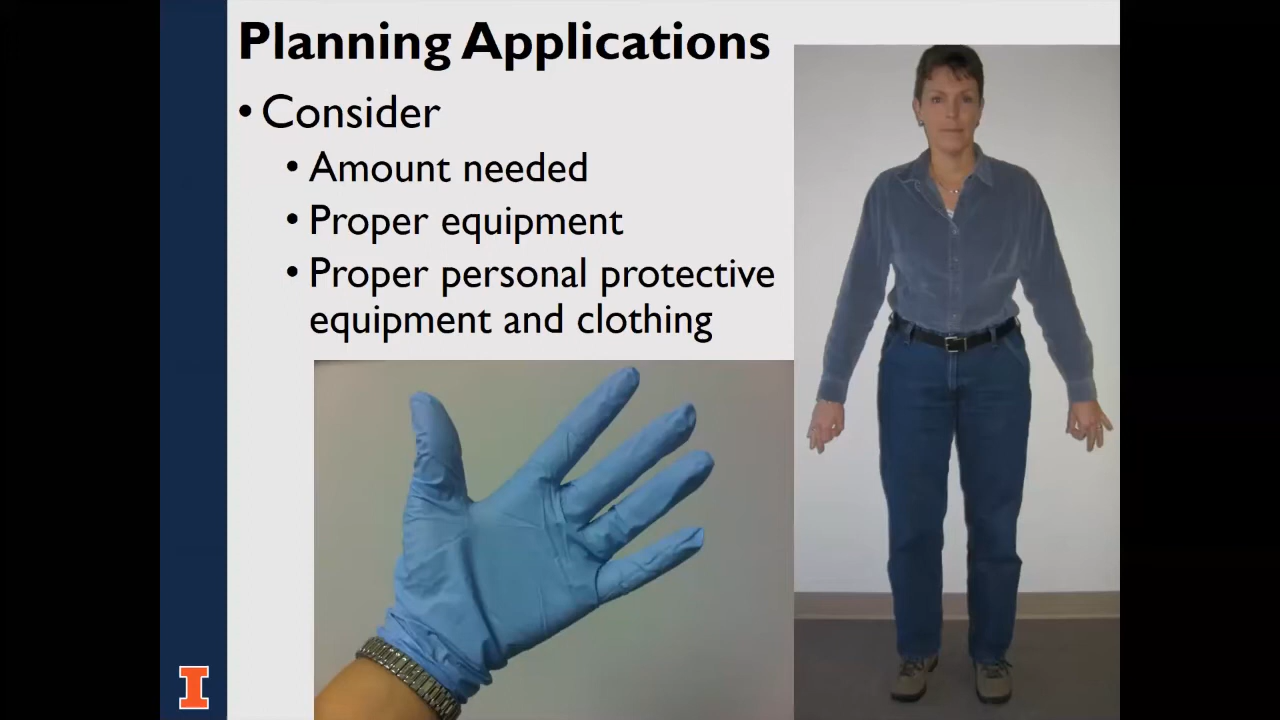 Planning Applications
• Consider
• Amount needed
• Proper equipment
• Proper personal protective
equipment and clothing
I